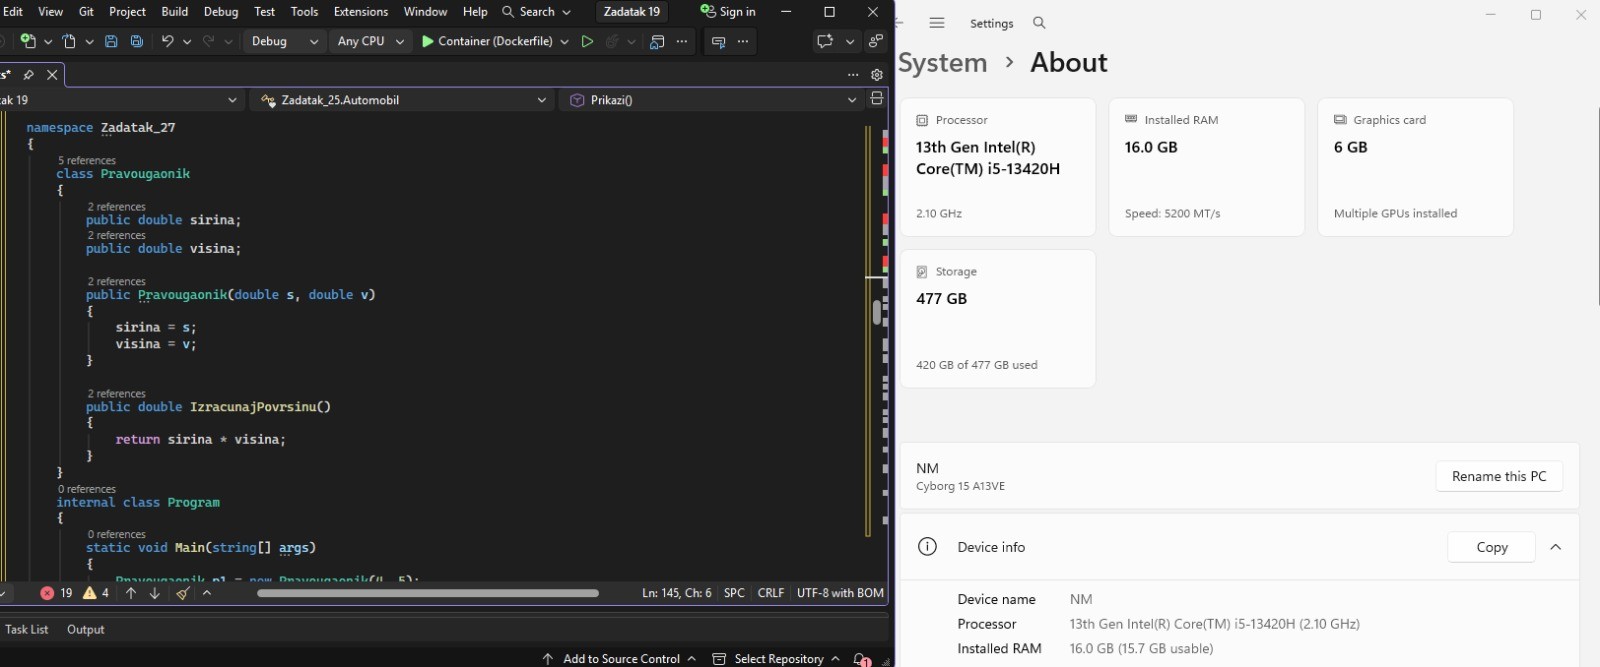 Edit View Git Project Build Debug Test Tools Extensions Window Help Search Zadatak 19 Sign in
Debug Any CPU Container (Dockerfile)
Zadatak_25.Automobil Prikazi()
namespace Zadatak_27
{
5 references
class Pravougaonik
{
2 references
public double sirina;
2 references
public double visina;
2 references
public Pravougaonik(double s, double v)
{
sirina = s;
visina = v;
}
2 references
public double IzracunajPovrsinu()
{
return sirina * visina;
}
}
0 references
internal class Program
{
0 references
static void Main(string[] args)
{
Pravougaonik p1 = new Pravougaonik(4, 5);
19 4 Ln: 145, Ch: 6 SPC CRLF UTF-8 with BOM
Task List Output
Add to Source Control Select Repository 1
Settings
System > About
Processor
13th Gen Intel(R)
Core(TM) i5-13420H
2.10 GHz
Installed RAM
16.0 GB
Speed: 5200 MT/s
Graphics card
6 GB
Multiple GPUs installed
Storage
477 GB
420 GB of 477 GB used
NM
Cyborg 15 A13VE
Rename this PC
Device info
Copy
Device name NM
Processor 13th Gen Intel(R) Core(TM) i5-13420H (2.10 GHz)
Installed RAM 16.0 GB (15.7 GB usable)